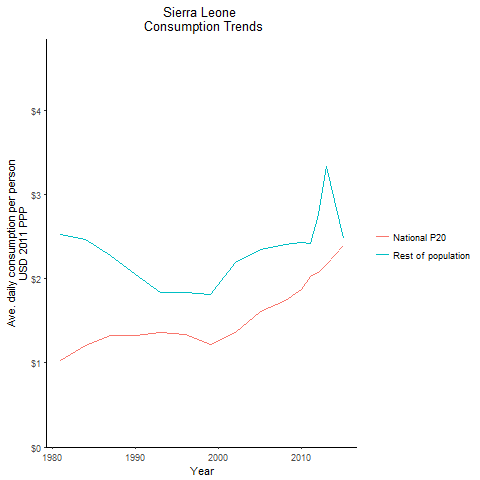 Sierra Leone
Consumption Trends
Ave. daily consumption per person
USD 2011 PPP
$4
$3
$2
$1
$0
1980
1990
2000
2010
Year
National P20
Rest of population